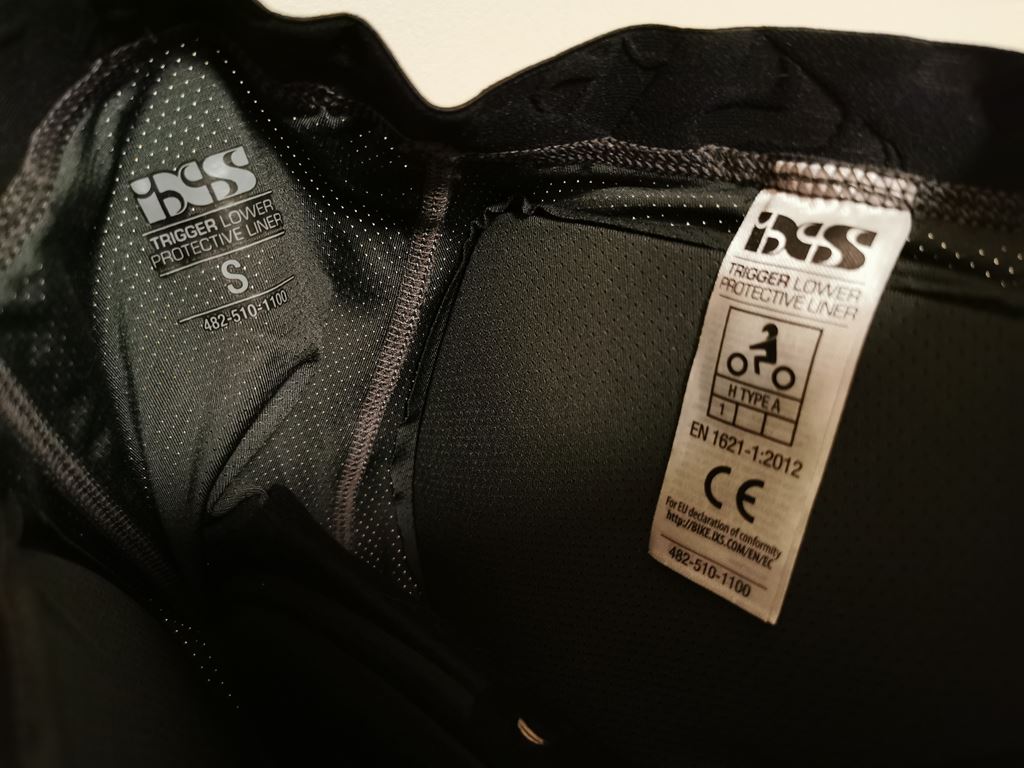 iXS
TRIGGER LOWER
PROTECTIVE LINER
S
482-510-1100
iXS
TRIGGER LOWER
PROTECTIVE LINER
H TYPE A
1
EN 1621-1:2012
CE
For EU declaration of conformity
http://BIKE.IXS.COM/EN/EC
482-510-1100